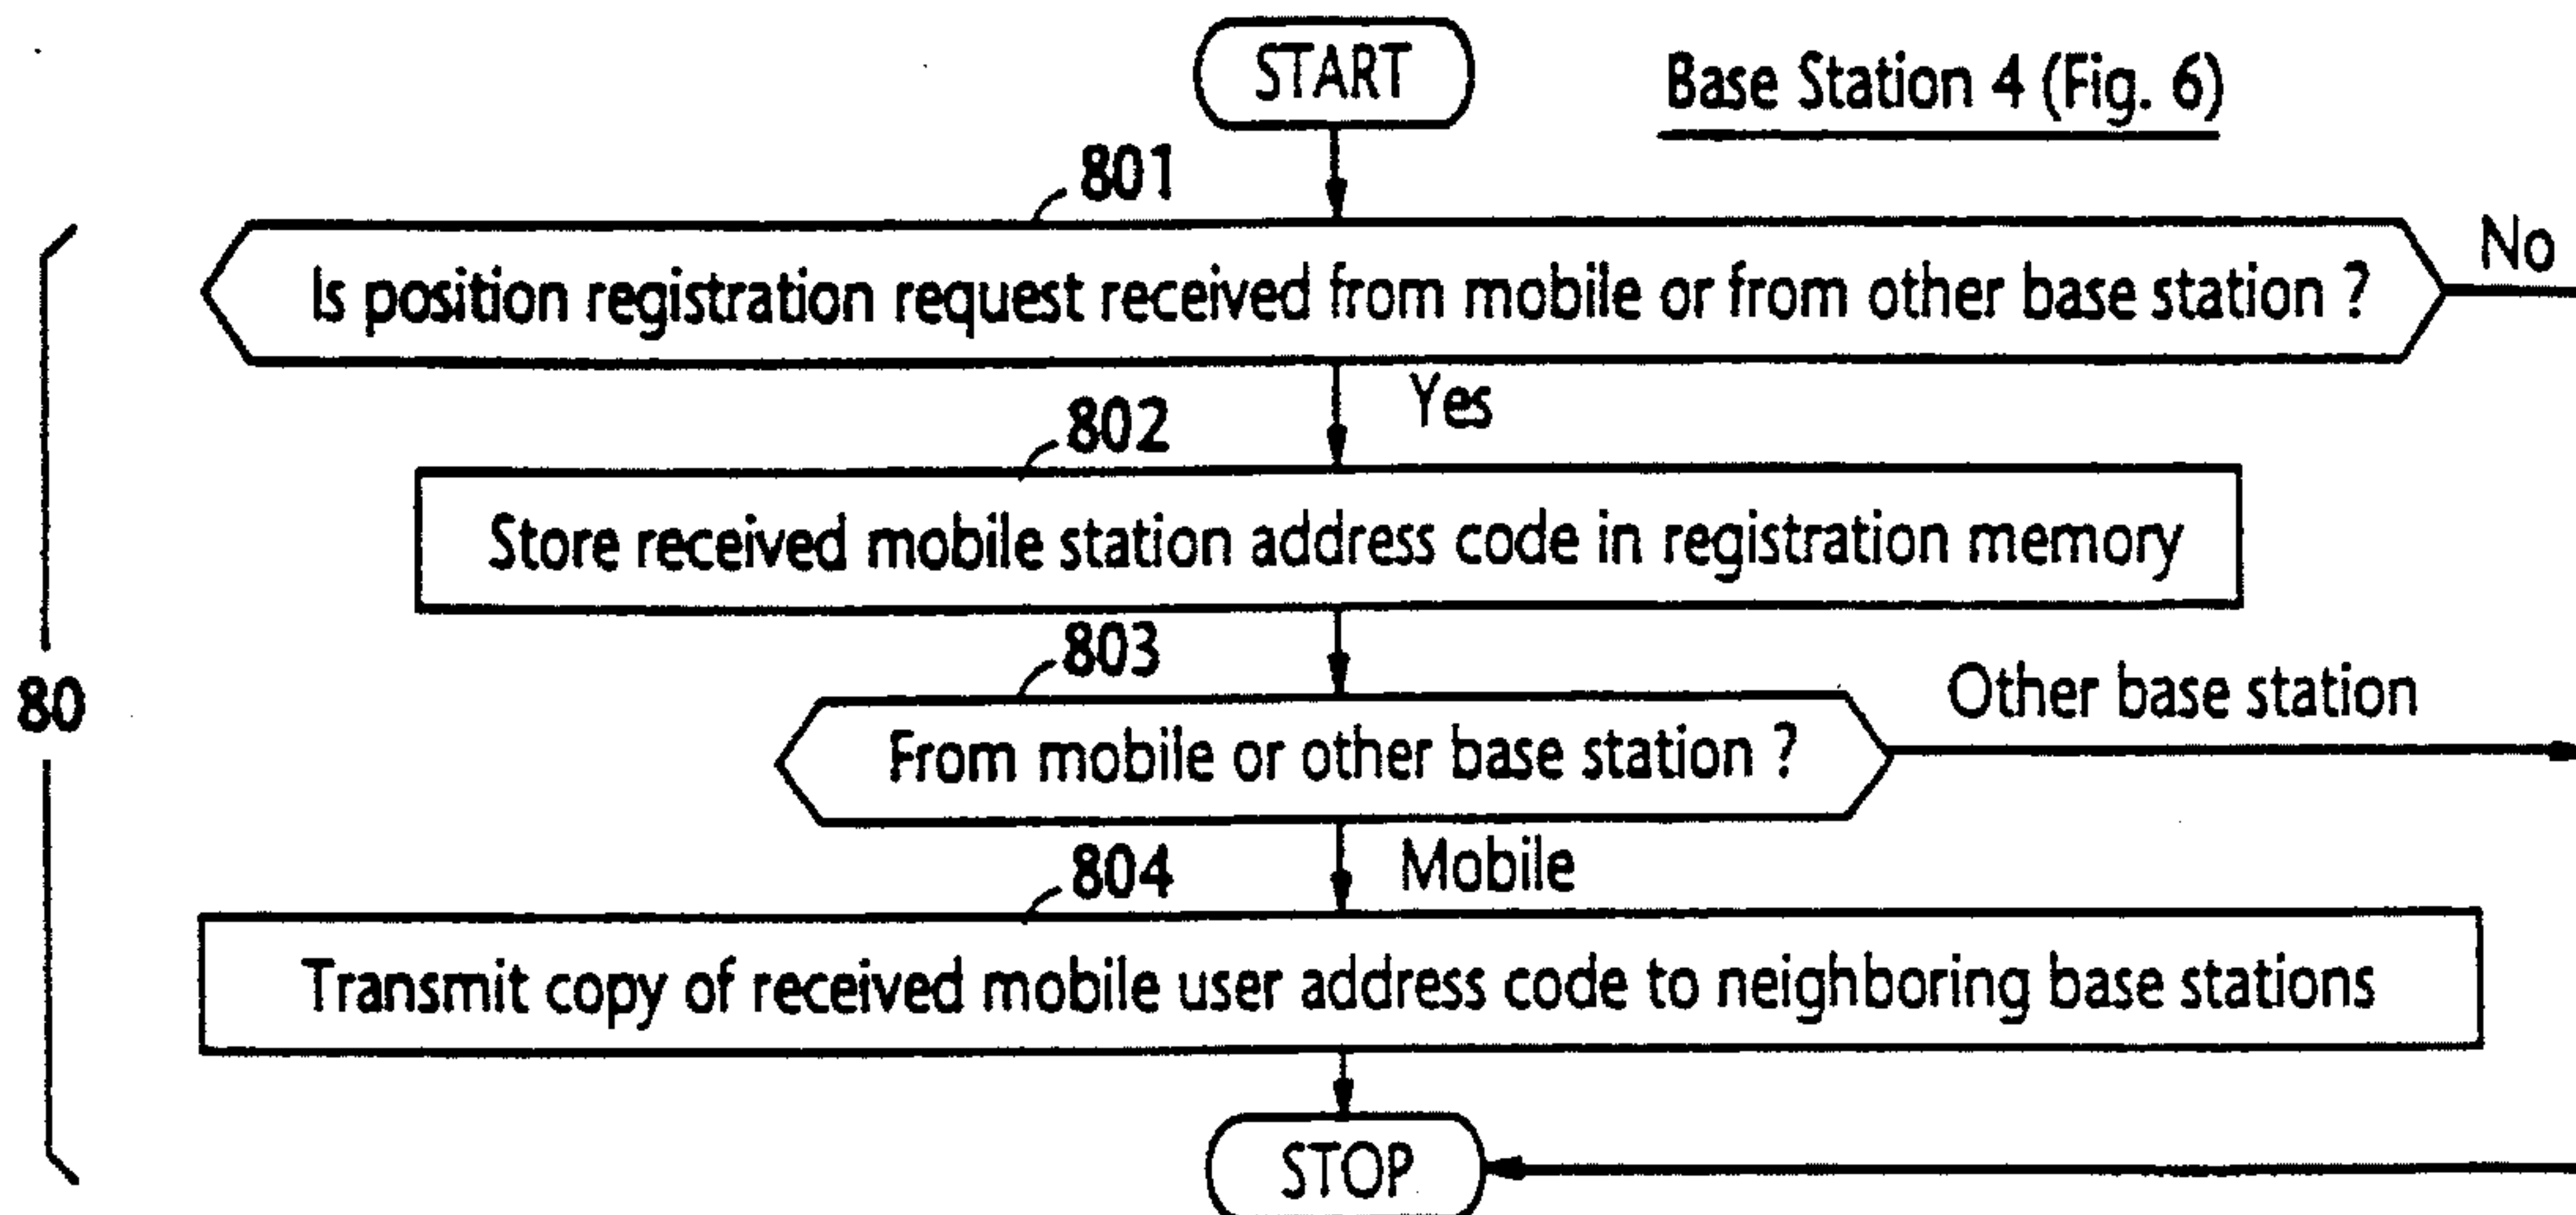 START
Base Station 4 (Fig. 6)
801
Is position registration request received from mobile or from other base station ?
No
Yes
802
Store received mobile station address code in registration memory
803
80
From mobile or other base station ?
Other base station
Mobile
804
Transmit copy of received mobile user address code to neighboring base stations
STOP